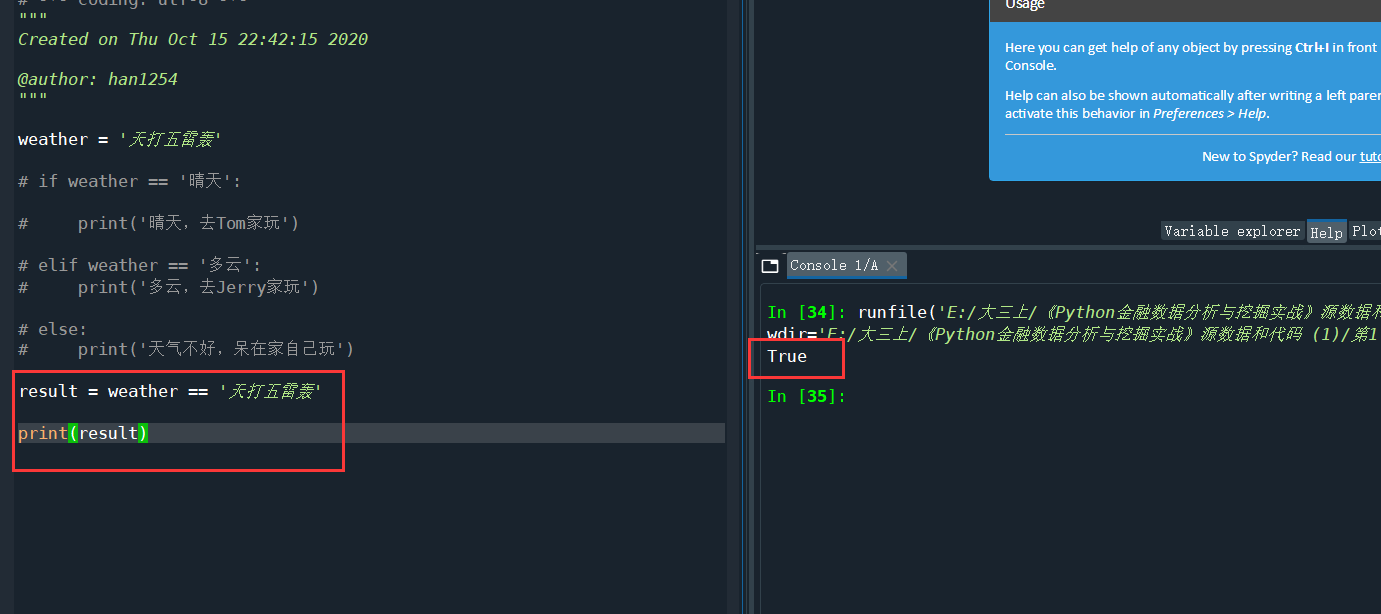 # -*- coding: utf-8 -*-
"""
Created on Thu Oct 15 22:42:15 2020
@author: han1254
"""
weather = '天打五雷轰'
# if weather == '晴天':
#     print('晴天，去Tom家玩')
# elif weather == '多云':
#     print('多云，去Jerry家玩')
# else:
#     print('天气不好，呆在家自己玩')
result = weather == '天打五雷轰'
print(result)
Usage
Here you can get help of any object by pressing Ctrl+I in front
Console.
Help can also be shown automatically after writing a left paren
activate this behavior in Preferences > Help.
New to Spyder? Read our tuto
Variable explorer Help Plot
Console 1/A
In [34]: runfile('E:/大三上/《Python金融数据分析与挖掘实战》源数据和
wdir='E:/大三上/《Python金融数据分析与挖掘实战》源数据和代码 (1)/第1
True
In [35]: